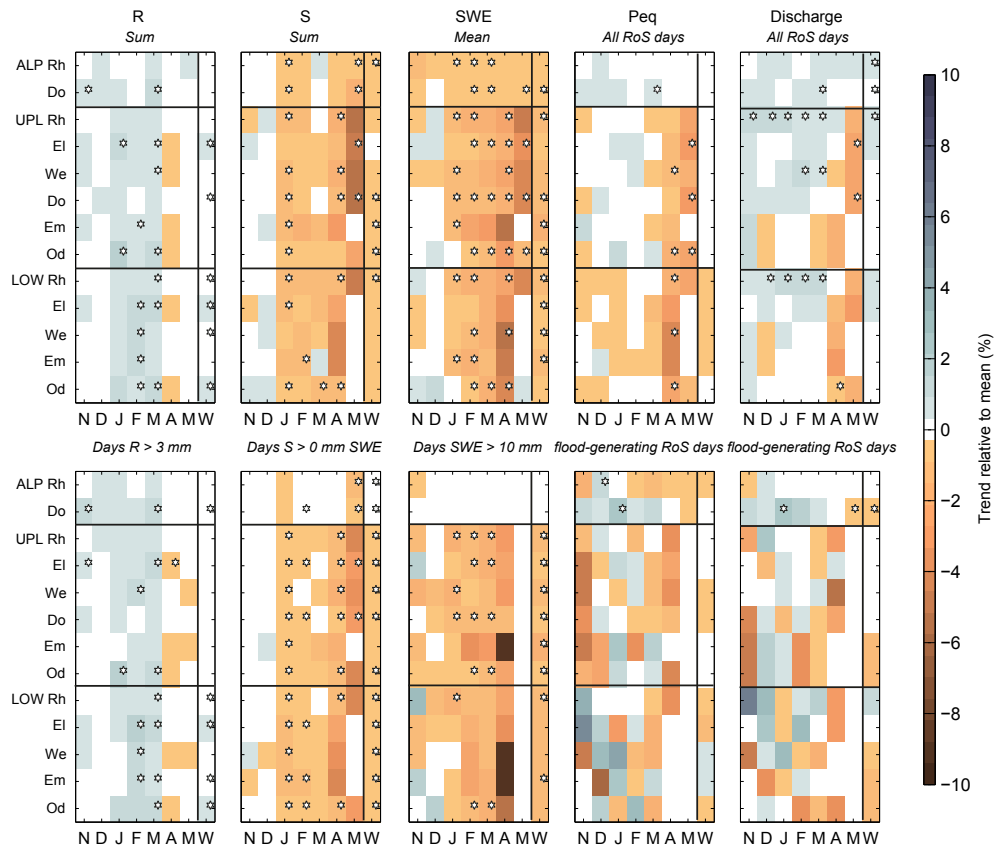 R S SWE Peq Discharge
Sum Sum Mean All RoS days All RoS days
ALP Rh
Do
UPL Rh
El
We
Do
Em
Od
LOW Rh
El
We
Em
Od
N D J F M A M W N D J F M A M W N D J F M A M W N D J F M A M W N D J F M A M W
Days R > 3 mm Days S > 0 mm SWE Days SWE > 10 mm flood-generating RoS days flood-generating RoS days
ALP Rh
Do
UPL Rh
El
We
Do
Em
Od
LOW Rh
El
We
Em
Od
N D J F M A M W N D J F M A M W N D J F M A M W N D J F M A M W N D J F M A M W
10
8
6
4
2
0
−2
−4
−6
−8
−10
Trend relative to mean (%)